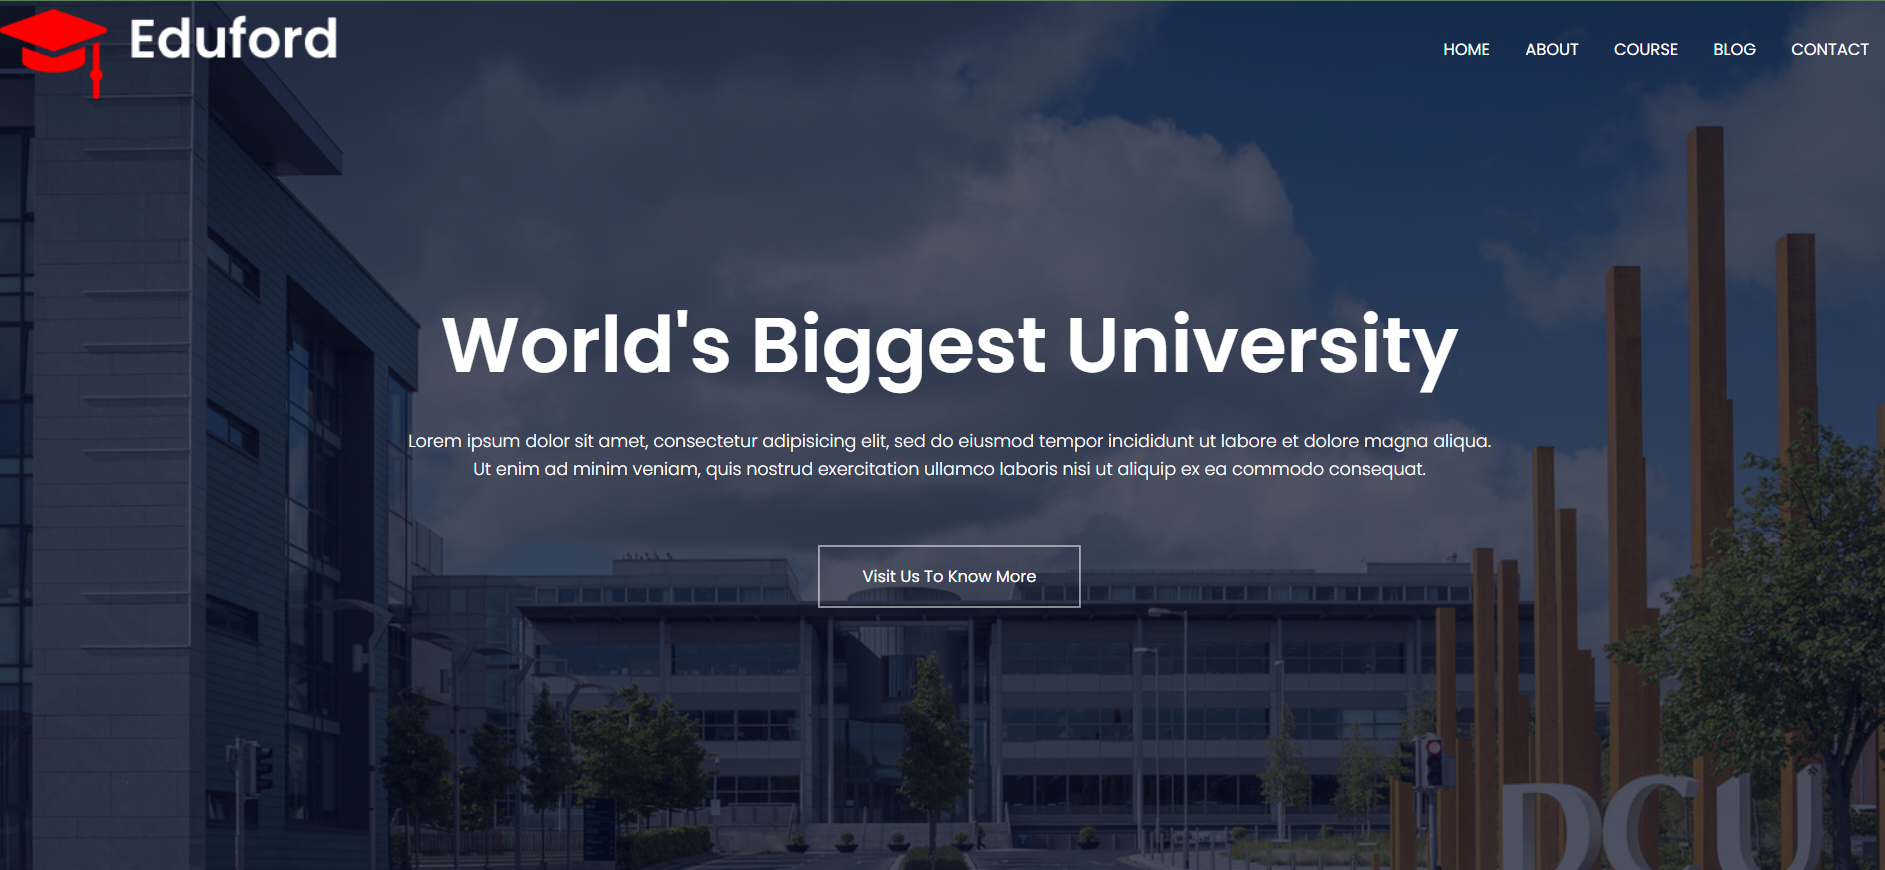 Eduford
HOME ABOUT COURSE BLOG CONTACT
World's Biggest University
Lorem ipsum dolor sit amet, consectetur adipisicing elit, sed do eiusmod tempor incididunt ut labore et dolore magna aliqua.
Ut enim ad minim veniam, quis nostrud exercitation ullamco laboris nisi ut aliquip ex ea commodo consequat.
Visit Us To Know More
DCU